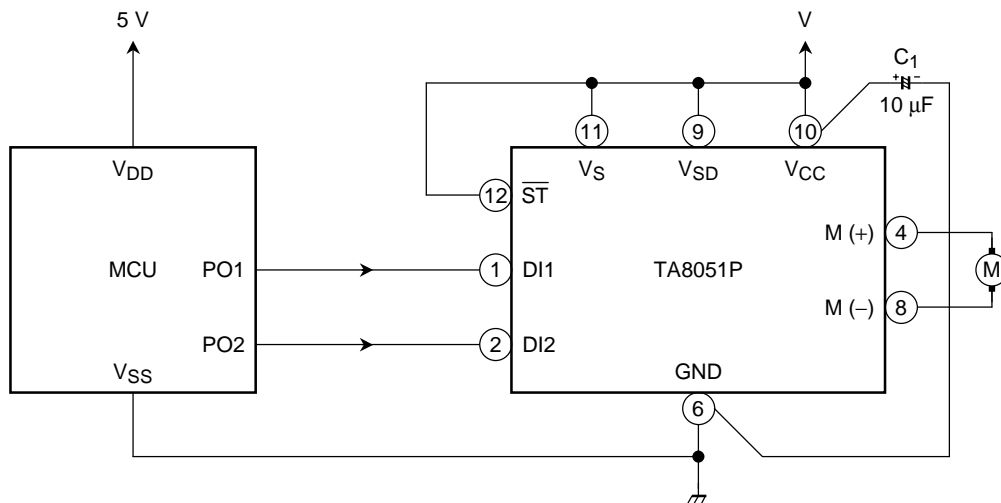 5 V
V
C1
+ −
10 μF
11
9
10
VDD
VS
VSD
VCC
12
S̅T̅
M (+)
4
MCU
PO1
1
DI1
TA8051P
M
M (−)
8
PO2
2
DI2
VSS
GND
6